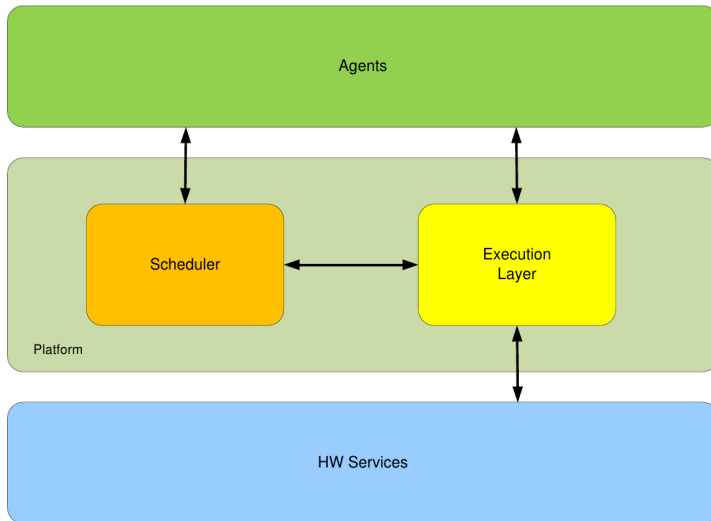 Agents
Scheduler
Execution
Layer
Platform
HW Services